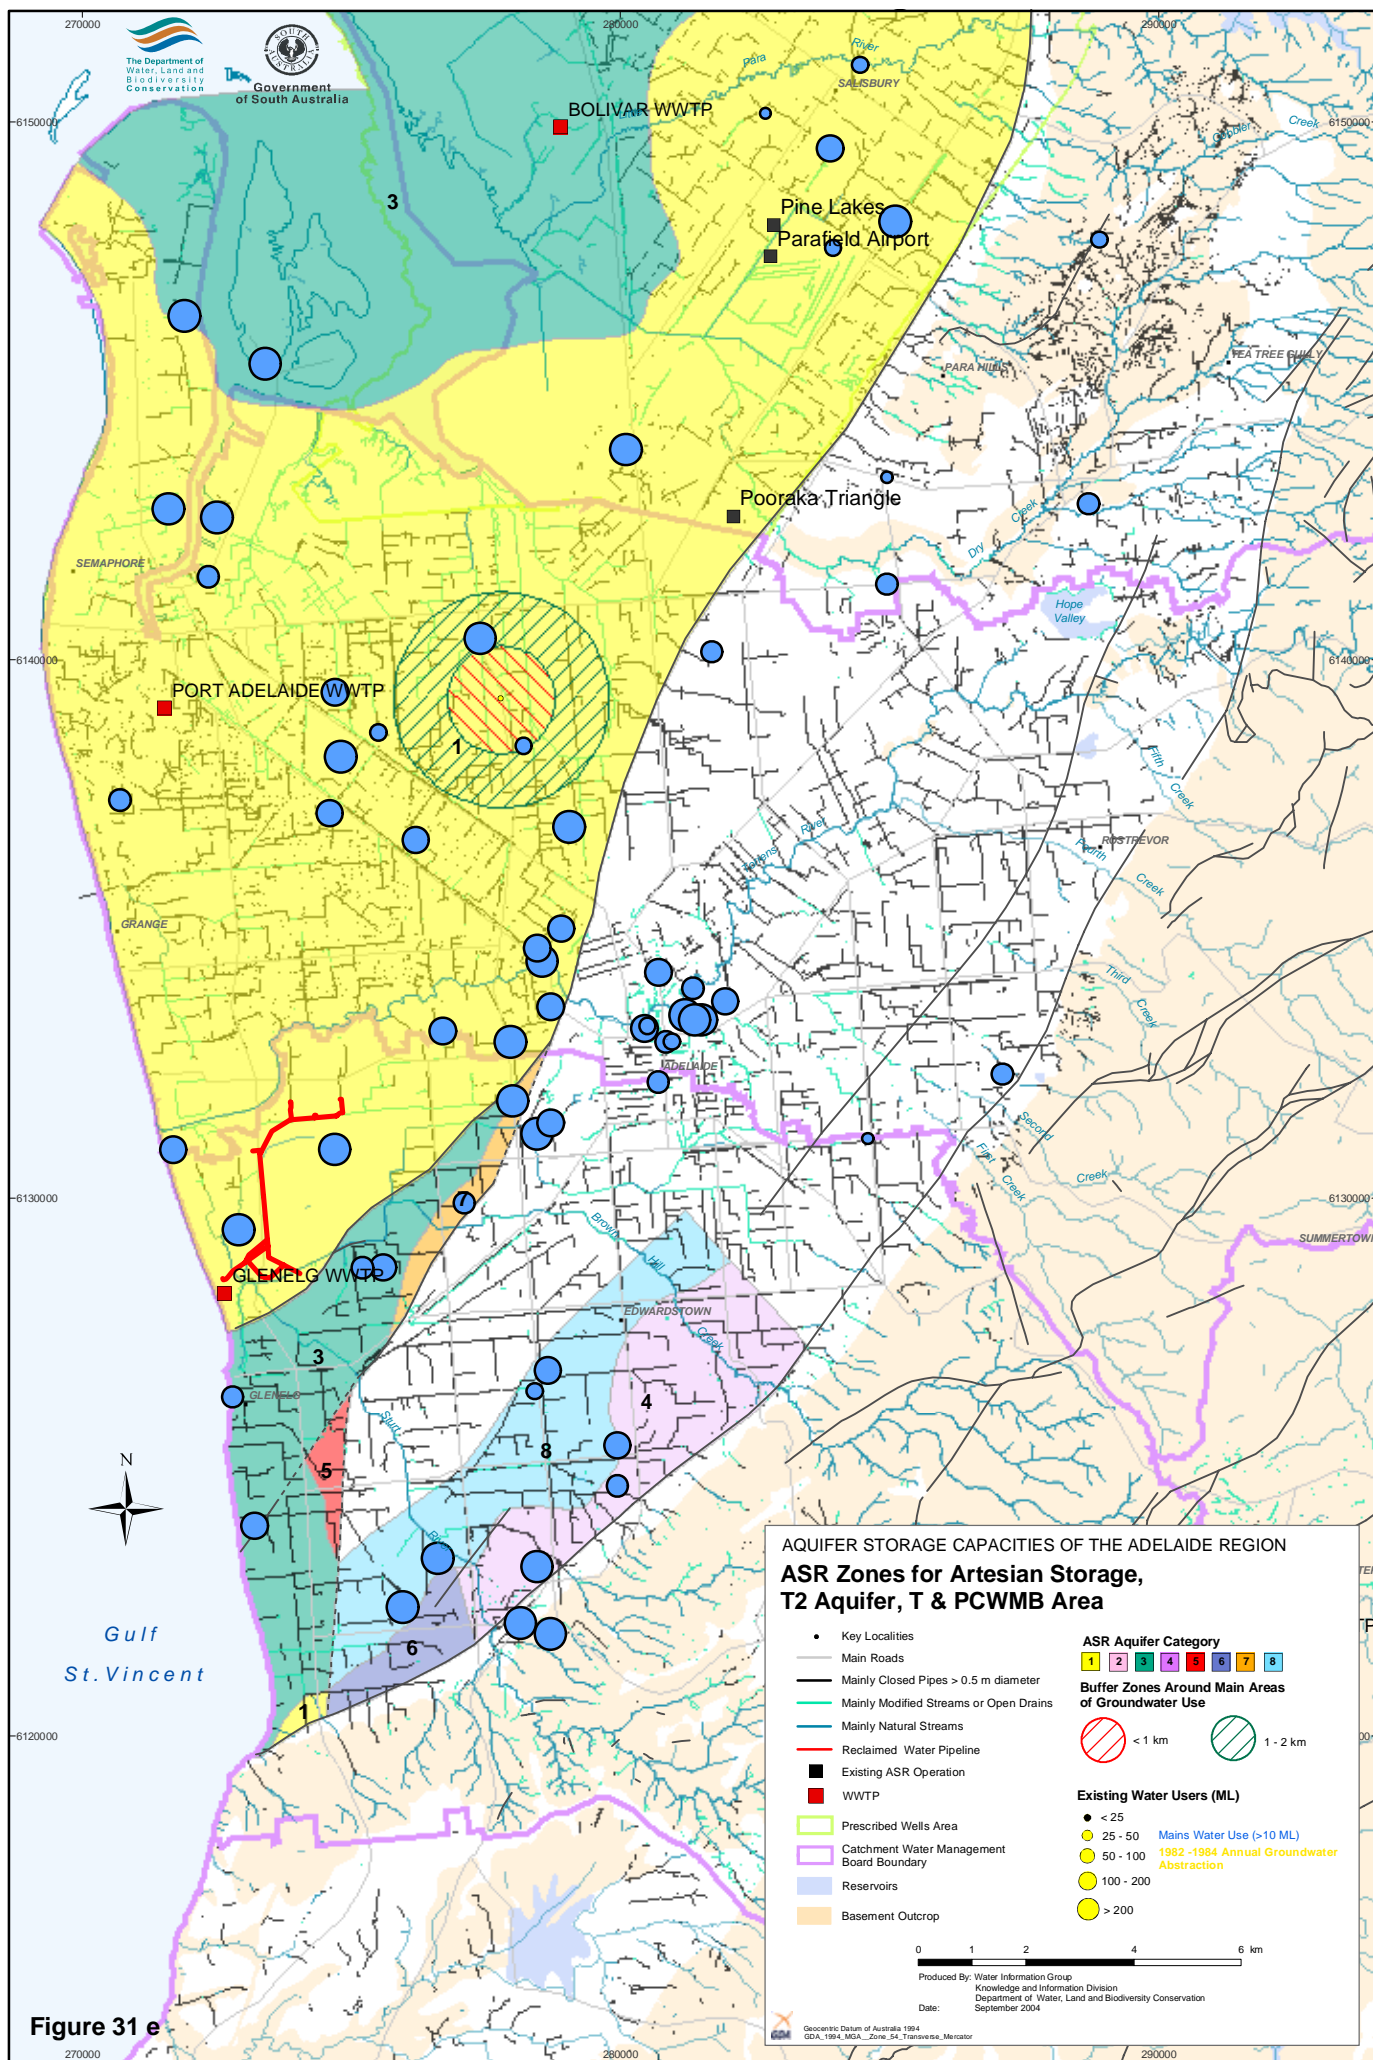 270000
280000
290000
The Department of
Water, Land and
Biodiversity
Conservation
SOUTH
AUSTRALIA
Government
of South Australia
Para
River
SALISBURY
BOLIVAR WWTP
6150000
6150000
Cobbler
Creek
3
Pine Lakes
Parafield Airport
PARA HILLS
TEA TREE GULLY
Pooraka Triangle
Dry
Creek
SEMAPHORE
Hope
Valley
6140000
6140000
PORT ADELAIDE WWTP
1
Fifth
Creek
Torrens
River
ROSTREVOR
Fourth
Creek
GRANGE
Third
Creek
ADELAIDE
Second
Creek
First
Creek
6130000
7
6130000
Brown
Hill
Creek
SUMMERTOWN
GLENELG WWTP
EDWARDSTOWN
3
GLENELG
4
Sturt
River
8
5
N
6
Gulf
St. Vincent
1
6120000
AQUIFER STORAGE CAPACITIES OF THE ADELAIDE REGION
ASR Zones for Artesian Storage,
T2 Aquifer, T & PCWMB Area
Key Localities
Main Roads
Mainly Closed Pipes > 0.5 m diameter
Mainly Modified Streams or Open Drains
Mainly Natural Streams
Reclaimed Water Pipeline
Existing ASR Operation
WWTP
Prescribed Wells Area
Catchment Water Management
Board Boundary
Reservoirs
Basement Outcrop
ASR Aquifer Category
1 2 3 4 5 6 7 8
Buffer Zones Around Main Areas
of Groundwater Use
< 1 km
1 - 2 km
Existing Water Users (ML)
< 25
25 - 50
50 - 100
100 - 200
> 200
Mains Water Use (>10 ML)
1982 -1984 Annual Groundwater
Abstraction
0 1 2 4 6 km
Produced By: Water Information Group
Knowledge and Information Division
Department of Water, Land and Biodiversity Conservation
Date: September 2004
GDA
Geocentric Datum of Australia 1994
GDA_1994_MGA__Zone_54_Transverse_Mercator
Figure 31 e
270000
280000
290000